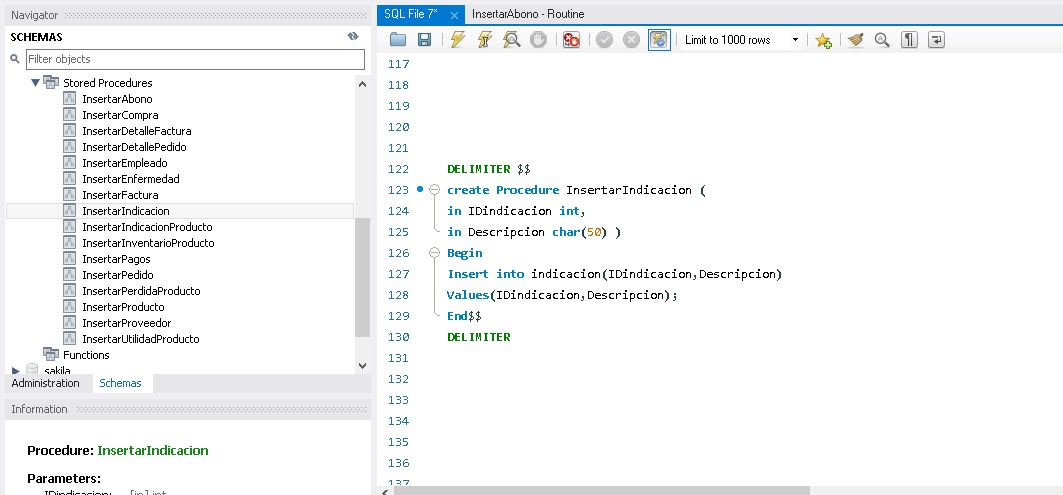 Navigator
SCHEMAS
Filter objects
Stored Procedures
InsertarAbono
InsertarCompra
InsertarDetalleFactura
InsertarDetallePedido
InsertarEmpleado
InsertarEnfermedad
InsertarFactura
InsertarIndicacion
InsertarIndicacionProducto
InsertarInventarioProducto
InsertarPagos
InsertarPedido
InsertarPerdidaProducto
InsertarProducto
InsertarProveedor
InsertarUtilidadProducto
Functions
sakila
Administration Schemas
Information
Procedure: InsertarIndicacion
Parameters:
IDindicacion: [in] int
SQL File 7* InsertarAbono - Routine
Limit to 1000 rows
117
118
119
120
121
122 DELIMITER $$
123 create Procedure InsertarIndicacion (
124 in IDindicacion int,
125 in Descripcion char(50) )
126 Begin
127 Insert into indicacion(IDindicacion,Descripcion)
128 Values(IDindicacion,Descripcion);
129 End$$
130 DELIMITER
131
132
133
134
135
136
137